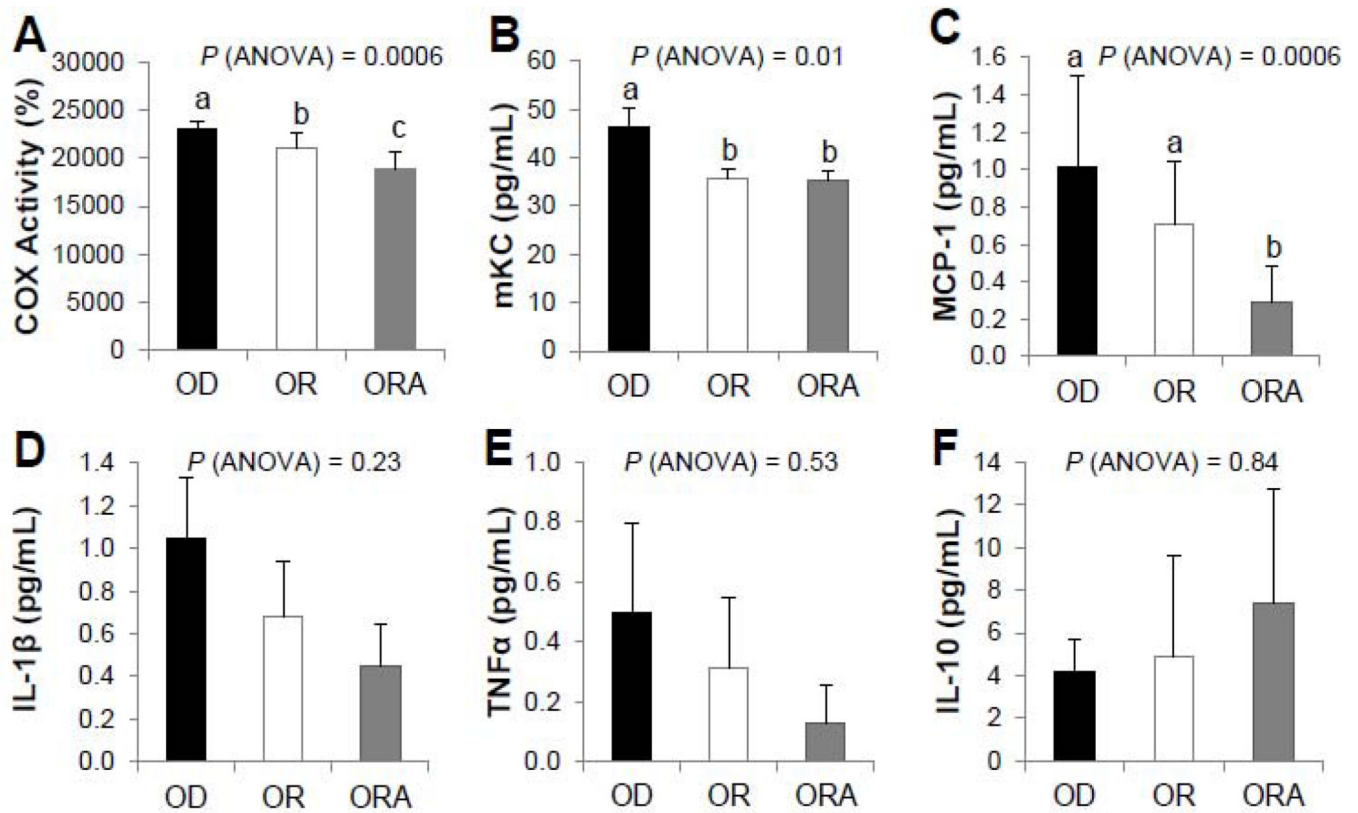 A
P (ANOVA) = 0.0006
COX Activity (%)
30000
25000
20000
15000
10000
5000
0
a
b
c
OD
OR
ORA
B
P (ANOVA) = 0.01
mKC (pg/mL)
60
50
40
30
20
10
0
a
b
b
OD
OR
ORA
C
P (ANOVA) = 0.0006
MCP-1 (pg/mL)
1.6
1.4
1.2
1.0
0.8
0.6
0.4
0.2
0.0
a
a
b
OD
OR
ORA
D
P (ANOVA) = 0.23
IL-1β (pg/mL)
1.4
1.2
1.0
0.8
0.6
0.4
0.2
0.0
OD
OR
ORA
E
P (ANOVA) = 0.53
TNFα (pg/mL)
1.0
0.8
0.6
0.4
0.2
0.0
OD
OR
ORA
F
P (ANOVA) = 0.84
IL-10 (pg/mL)
14
12
10
8
6
4
2
0
OD
OR
ORA